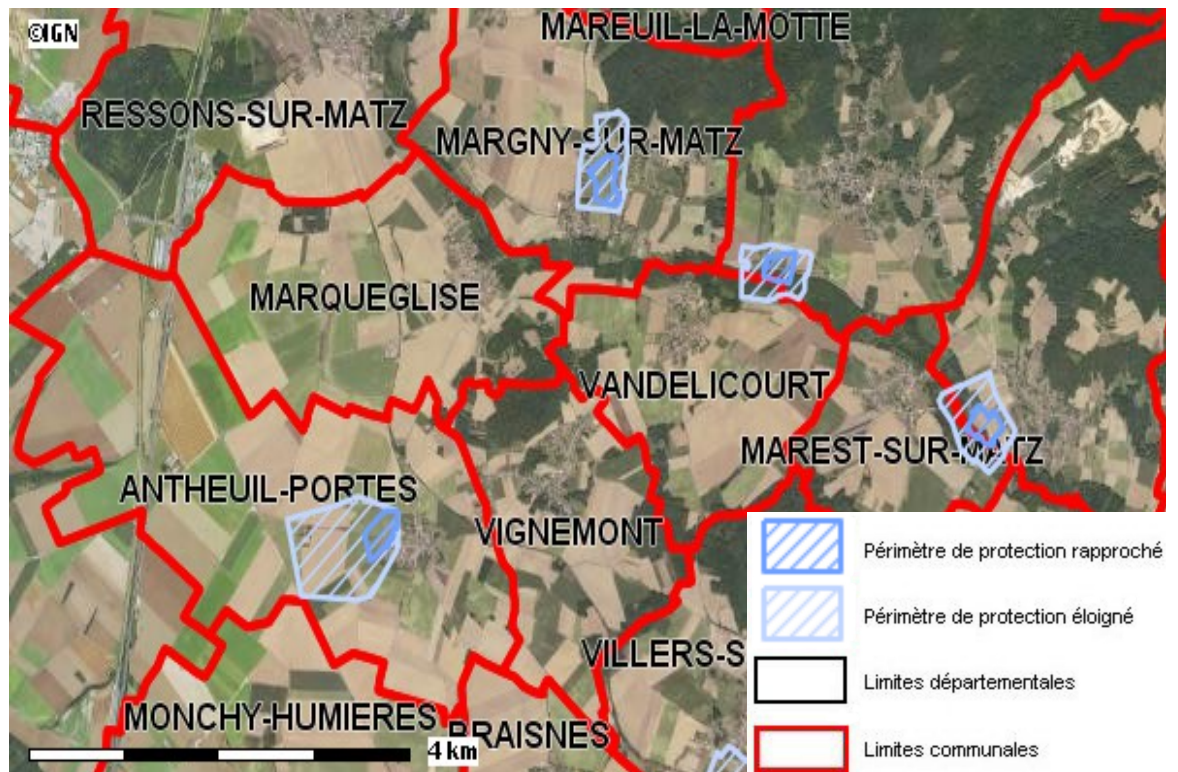 MAREUIL-LA-MOTTE
©IGN
RESSONS-SUR-MATZ
MARGNY-SUR-MATZ
MARQUEGLISE
VANDELICOURT
MAREST-SUR-MATZ
ANTHEUIL-PORTES
VIGNEMONT
Périmètre de protection rapproché
Périmètre de protection éloigné
VILLERS-S
Limites départementales
MONCHY-HUMIERES
BRAISNES
4 km
Limites communales